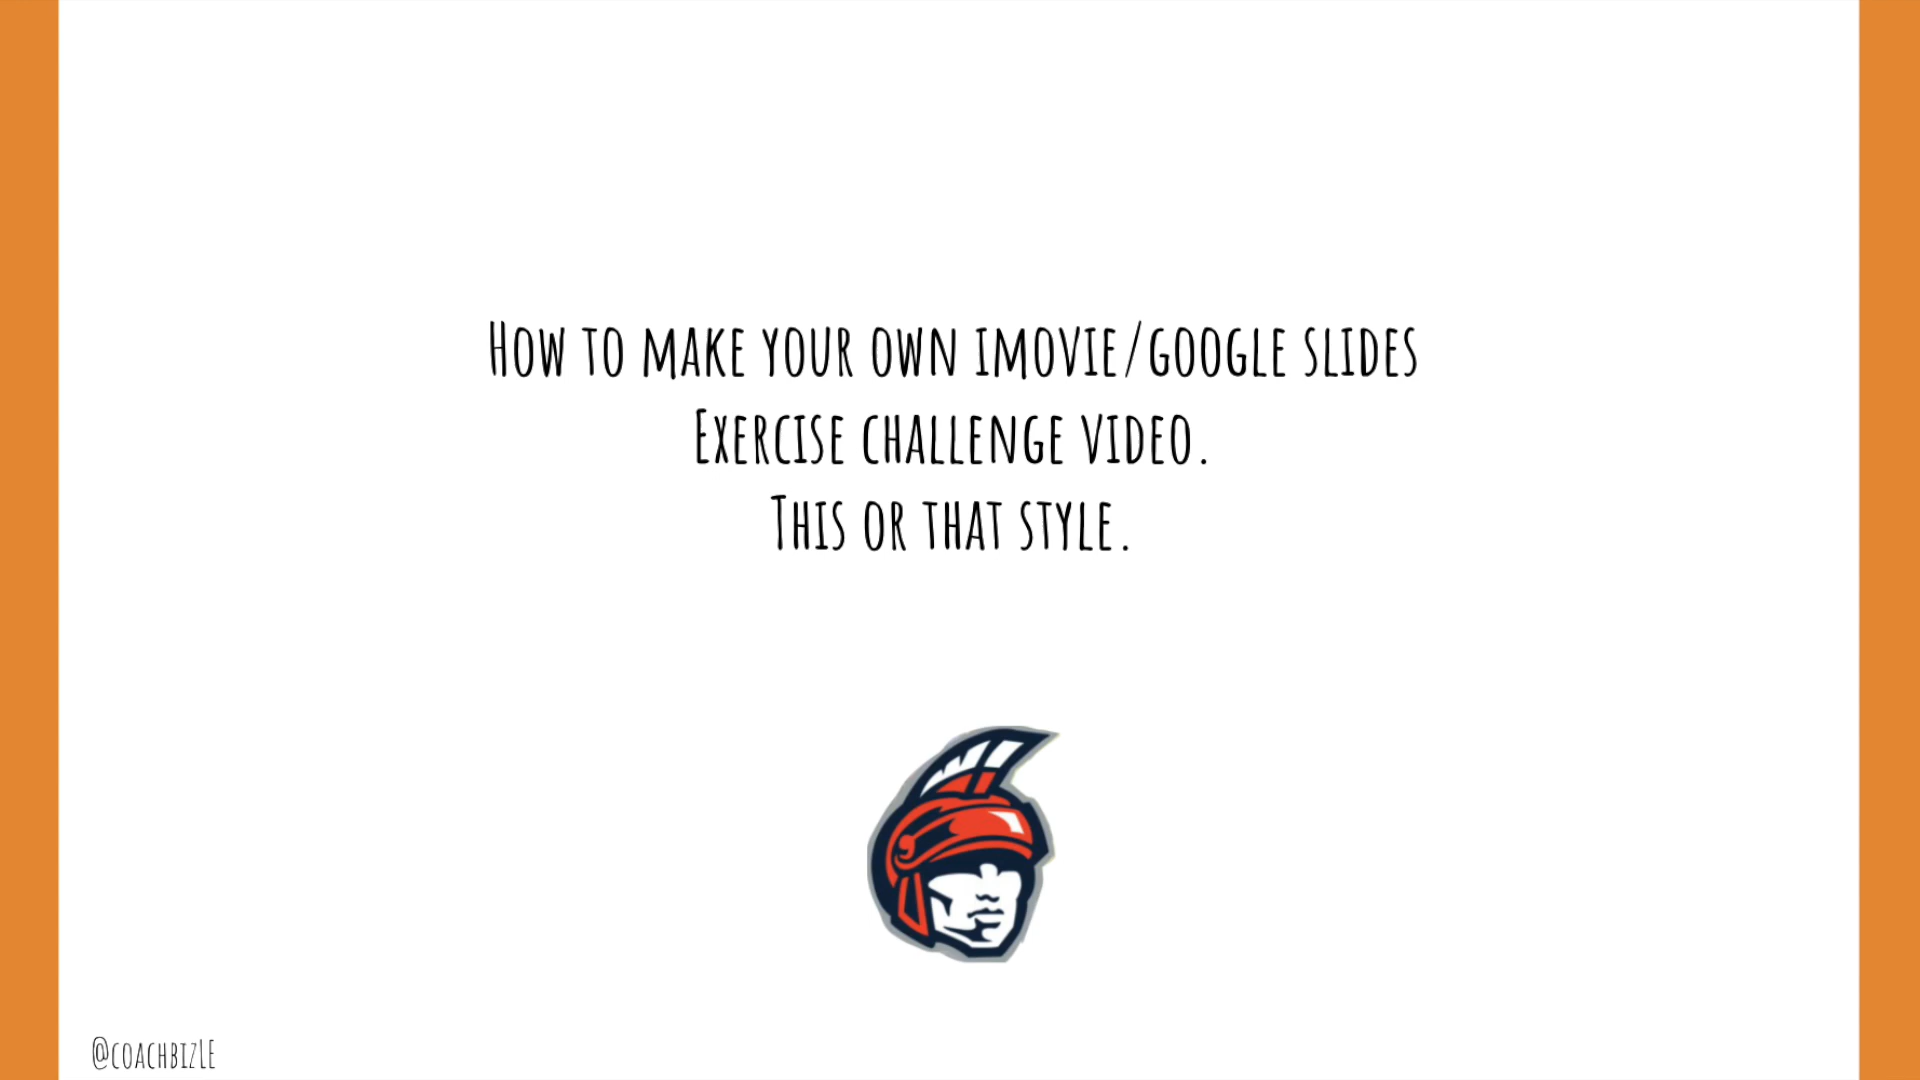 How to make your own imovie/google slides
Exercise challenge video.
This or that style.
@coachbizle